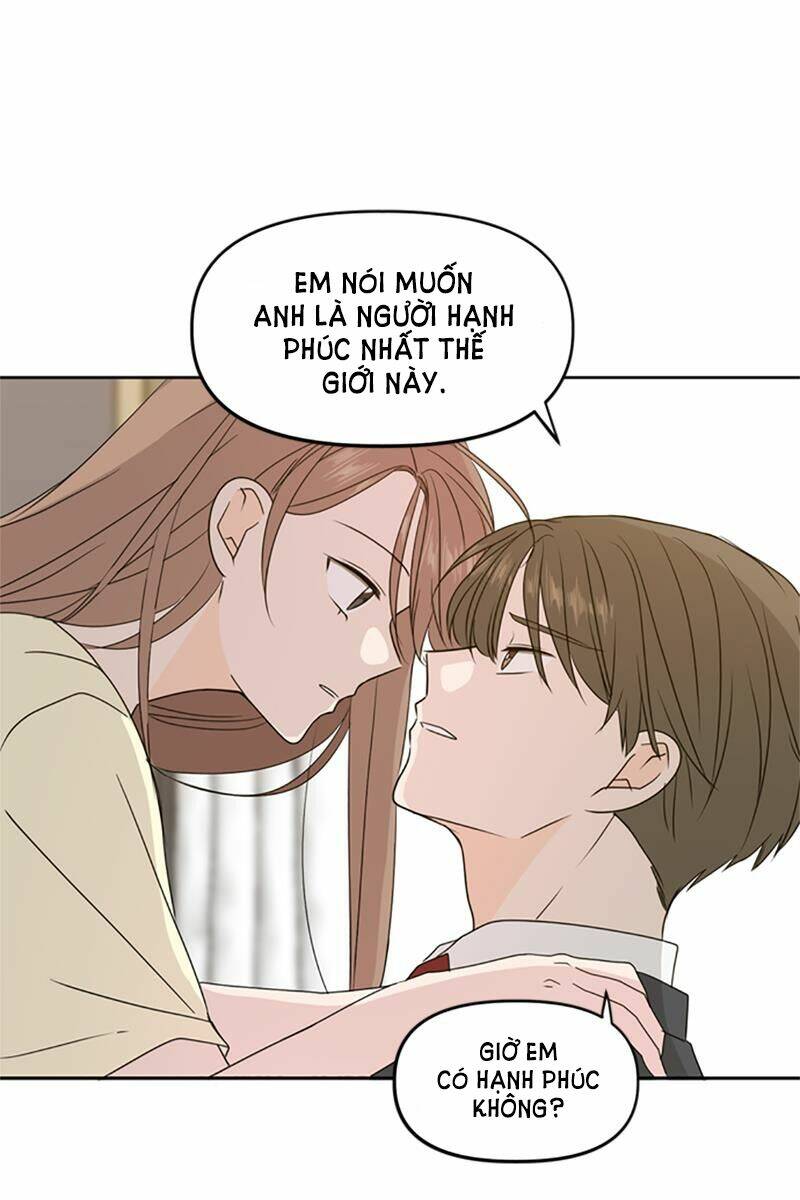 EM NÓI MUỐN
ANH LÀ NGƯỜI HẠNH
PHÚC NHẤT THẾ
GIỚI NÀY.
GIỜ EM
CÓ HẠNH PHÚC
KHÔNG?